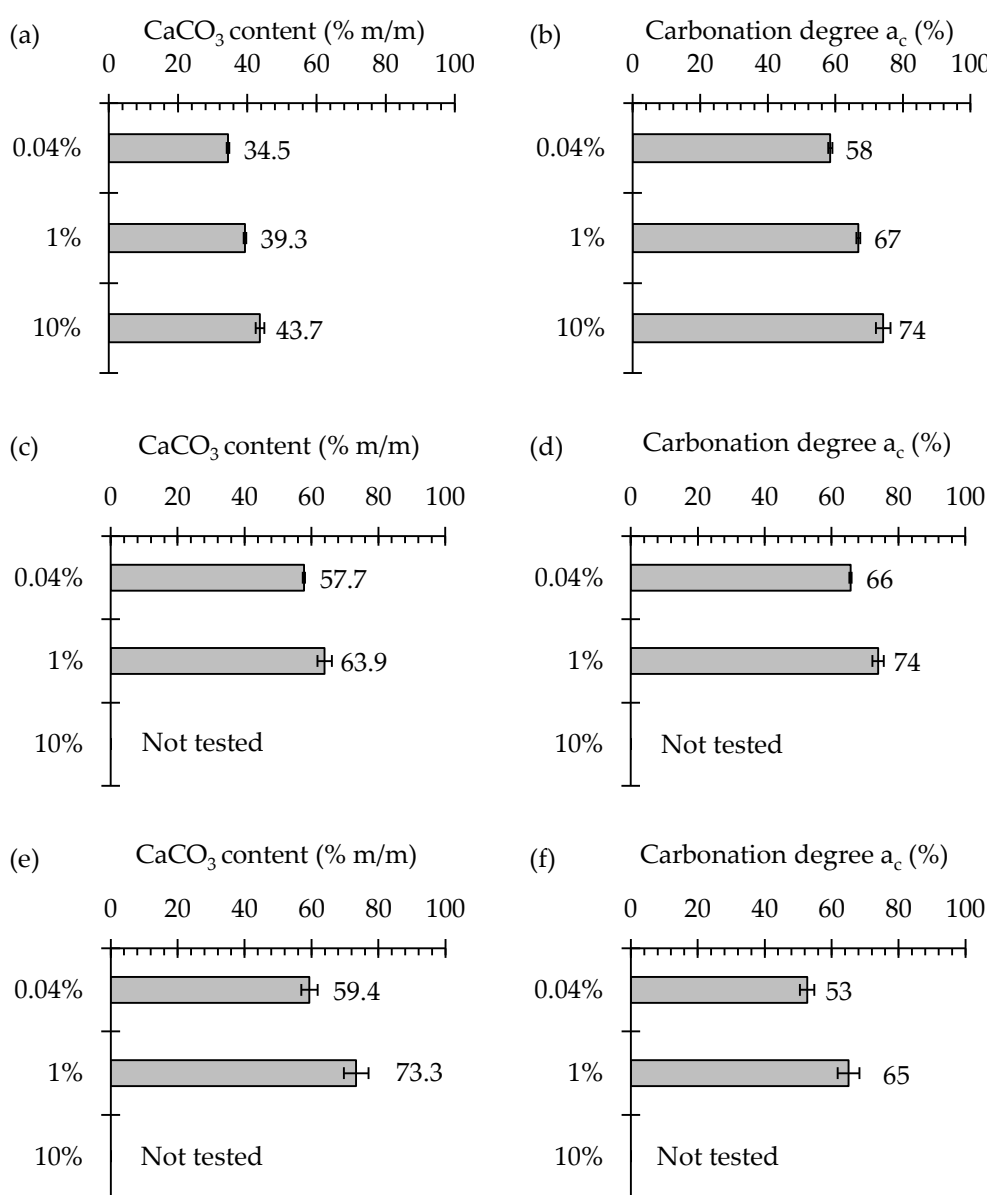 (a) CaCO₃ content (% m/m)
0 20 40 60 80 100
0.04% 34.5
1% 39.3
10% 43.7
(b) Carbonation degree a_c (%)
0 20 40 60 80 100
0.04% 58
1% 67
10% 74
(c) CaCO₃ content (% m/m)
0 20 40 60 80 100
0.04% 57.7
1% 63.9
10% Not tested
(d) Carbonation degree a_c (%)
0 20 40 60 80 100
0.04% 66
1% 74
10% Not tested
(e) CaCO₃ content (% m/m)
0 20 40 60 80 100
0.04% 59.4
1% 73.3
10% Not tested
(f) Carbonation degree a_c (%)
0 20 40 60 80 100
0.04% 53
1% 65
10% Not tested